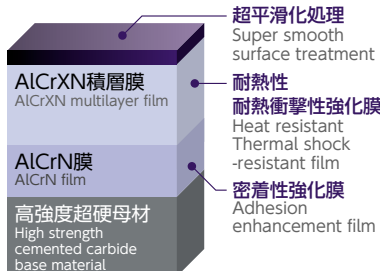 超平滑化処理
Super smooth
surface treatment
AlCrXN積層膜
AlCrXN multilayer film
耐熱性
耐熱衝撃性強化膜
Heat resistant
Thermal shock
-resistant film
AlCrN膜
AlCrN film
密着性強化膜
Adhesion
enhancement film
高強度超硬母材
High strength
cemented carbide
base material